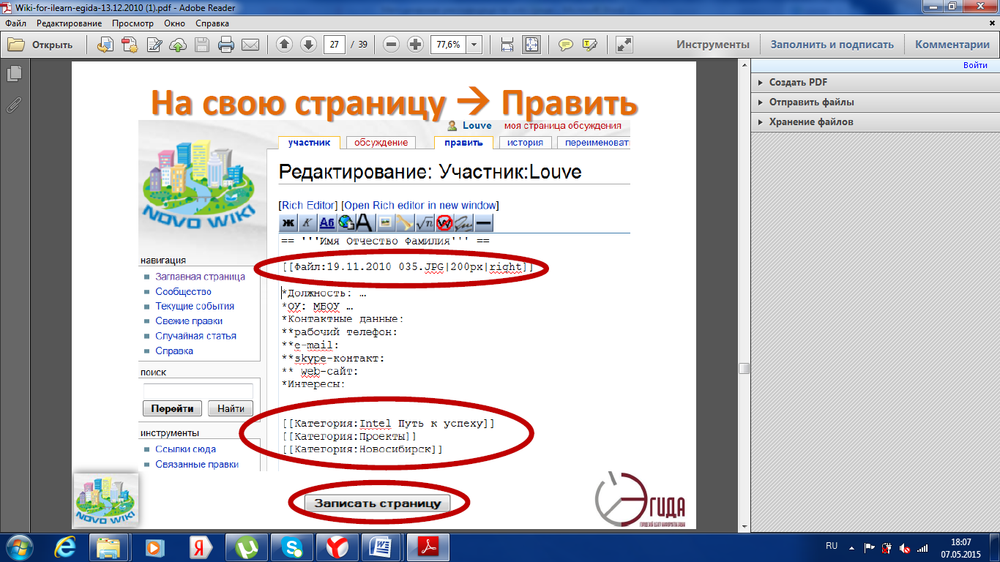 Wiki-for-ilearn-egida-13.12.2010 (1).pdf - Adobe Reader
Файл Редактирование Просмотр Окно Справка
Открыть 27 / 39 77,6% Инструменты Заполнить и подписать Комментарии
Войти
Создать PDF
Отправить файлы
Хранение файлов
На свою страницу → Править
Louve моя страница обсуждения
участник обсуждение править история переименоват
Редактирование: Участник:Louve
[Rich Editor] [Open Rich editor in new window]
Ж К Аб A √n W
NOVO WIKI
== '''Имя Отчество Фамилия''' ==
[[Файл:19.11.2010 035.JPG|200px|right]]
*Должность: …
*ОУ: МБОУ …
*Контактные данные:
**рабочий телефон:
**e-mail:
**skype-контакт:
** web-сайт:
*Интересы:
[[Категория:Intel Путь к успеху]]
[[Категория:Проекты]]
[[Категория:Новосибирск]]
навигация
Заглавная страница
Сообщество
Текущие события
Свежие правки
Случайная статья
Справка
поиск
Перейти Найти
инструменты
Ссылки сюда
Связанные правки
Записать страницу
NOVO WIKI
ЭГИДА
ГОРОДСКОЙ ЦЕНТР ИНФОРМАТИЗАЦИИ
RU 18:07
07.05.2015